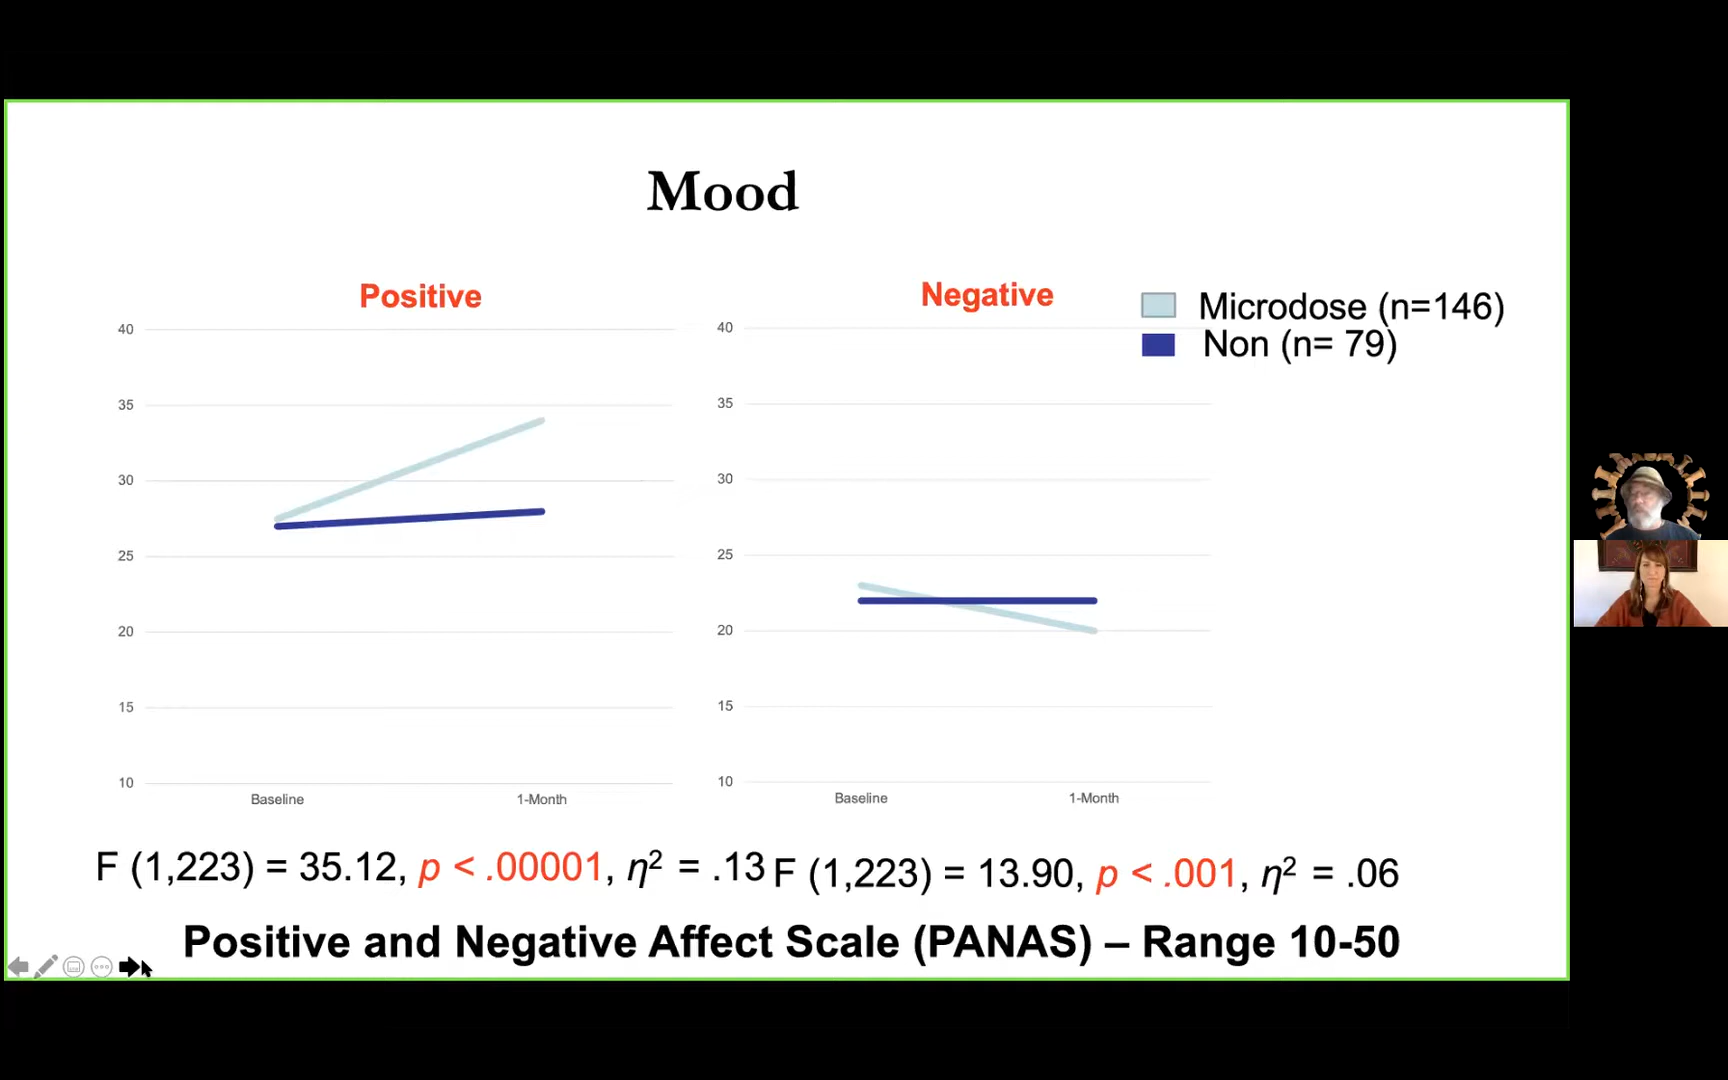 Mood
Positive
40
35
30
25
20
15
10
Baseline 1-Month
Negative
40
35
30
25
20
15
10
Baseline 1-Month
Microdose (n=146)
Non (n= 79)
F (1,223) = 35.12, p < .00001, η² = .13
F (1,223) = 13.90, p < .001, η² = .06
Positive and Negative Affect Scale (PANAS) – Range 10-50